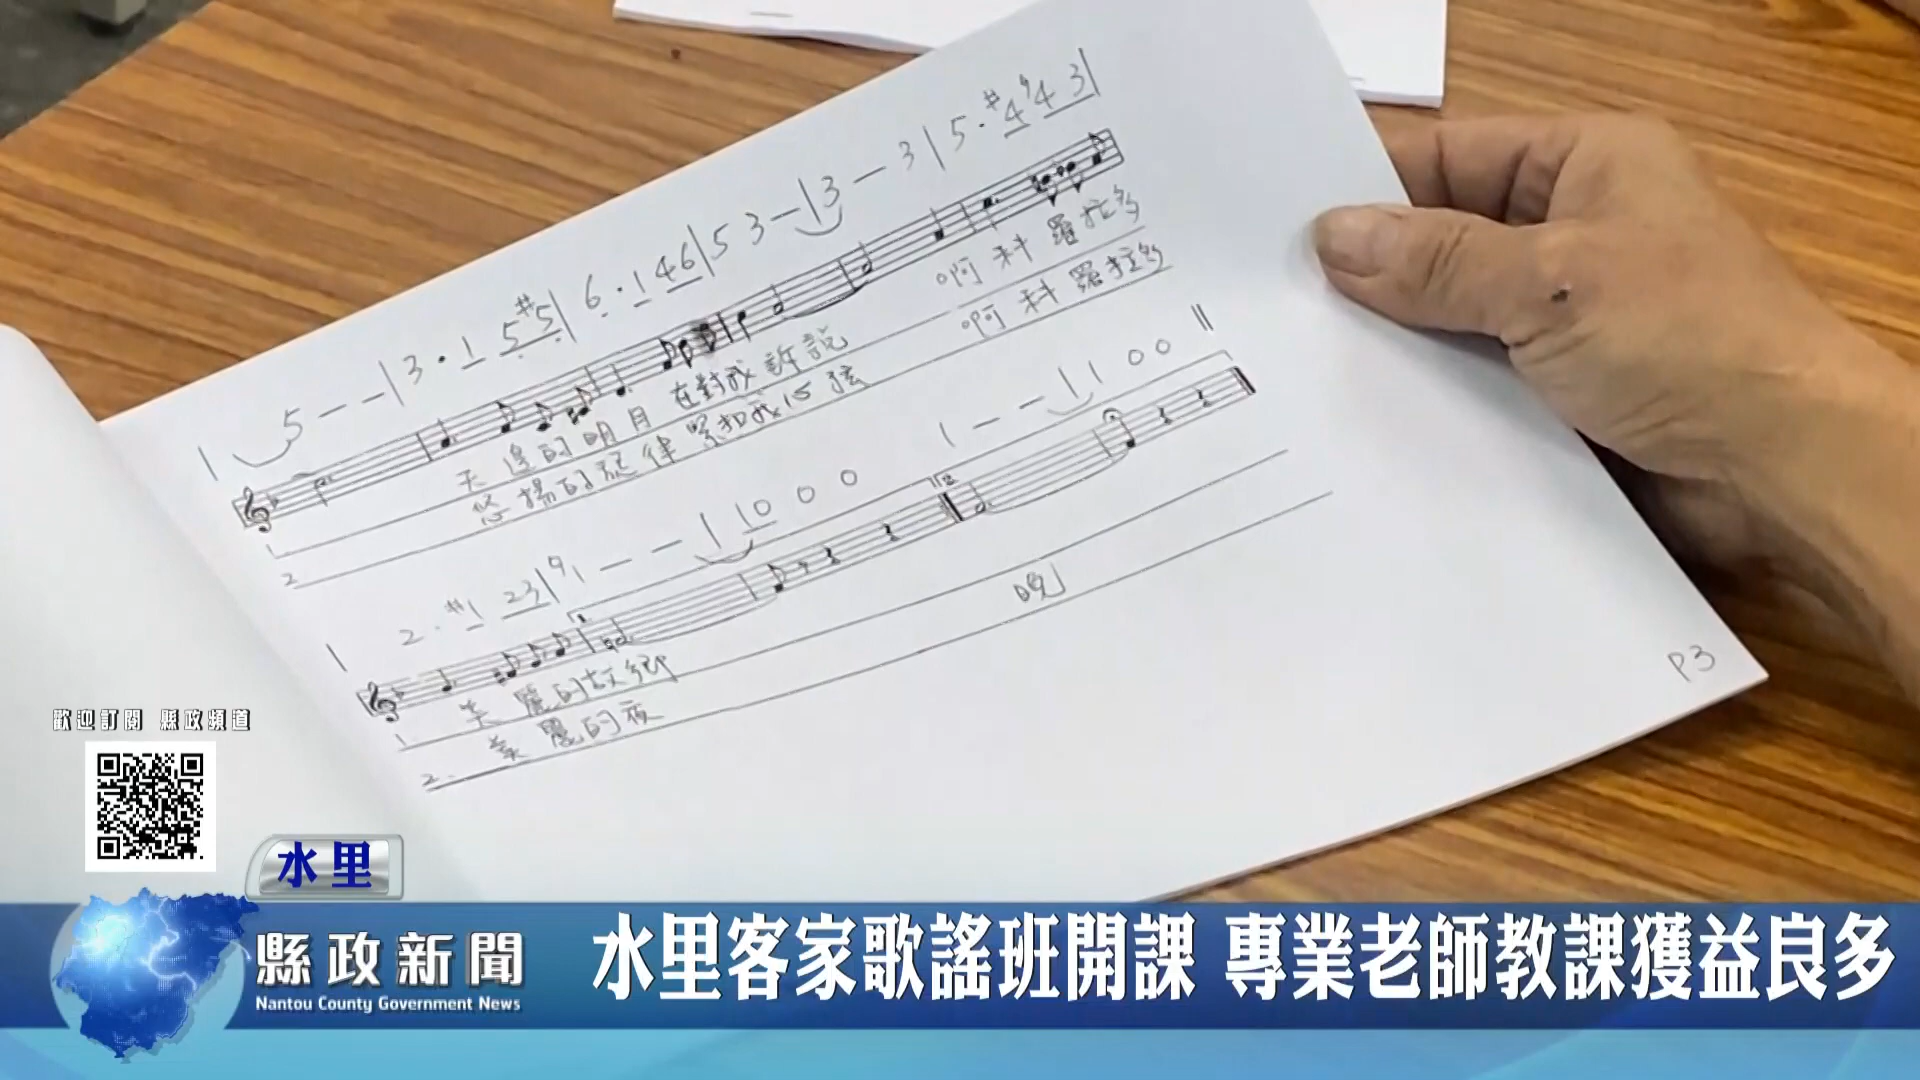 5 - - | 3 · 1 5 #5 | 6 · 1 4 6 | 5 3 - | 3 - 3 | 5 · #4 4 3 |
天邊的明月 在對我訴說 啊 科羅拉多
悠揚的旋律 緊扣我心弦 啊 科羅拉多
1
2
2 · #1 2 3 | 1 - - | 1 0 0 0 1 - - | 1 0 0 ‖
1. 美麗的故鄉
2. 美麗的夜 晚
P3
歡迎訂閱 縣政頻道
水里
縣政新聞
Nantou County Government News
水里客家歌謠班開課 專業老師教課獲益良多